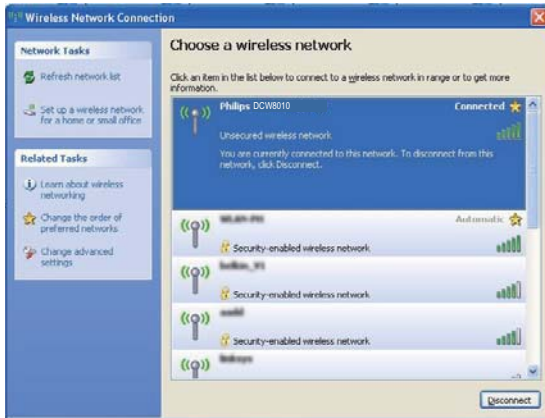 Wireless Network Connection
Network Tasks
Refresh network list
Set up a wireless network
for a home or small office
Related Tasks
Learn about wireless
networking
Change the order of
preferred networks
Change advanced
settings
Choose a wireless network
Click an item in the list below to connect to a wireless network in range or to get more
information.
Philips DCW8010
Connected
Unsecured wireless network
You are currently connected to this network. To disconnect from this
network, click Disconnect.
Automatic
Security-enabled wireless network
Security-enabled wireless network
Security-enabled wireless network
Disconnect